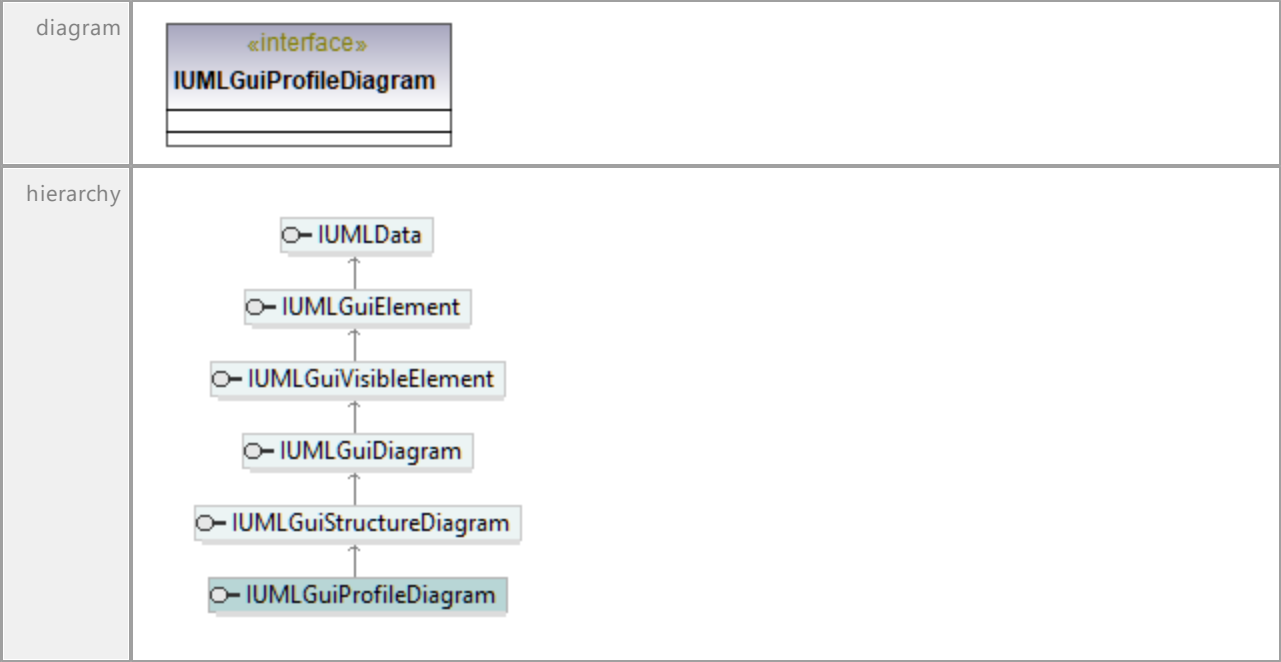 diagram
«interface»
IUMLGuiProfileDiagram
hierarchy
IUMLData
IUMLGuiElement
IUMLGuiVisibleElement
IUMLGuiDiagram
IUMLGuiStructureDiagram
IUMLGuiProfileDiagram